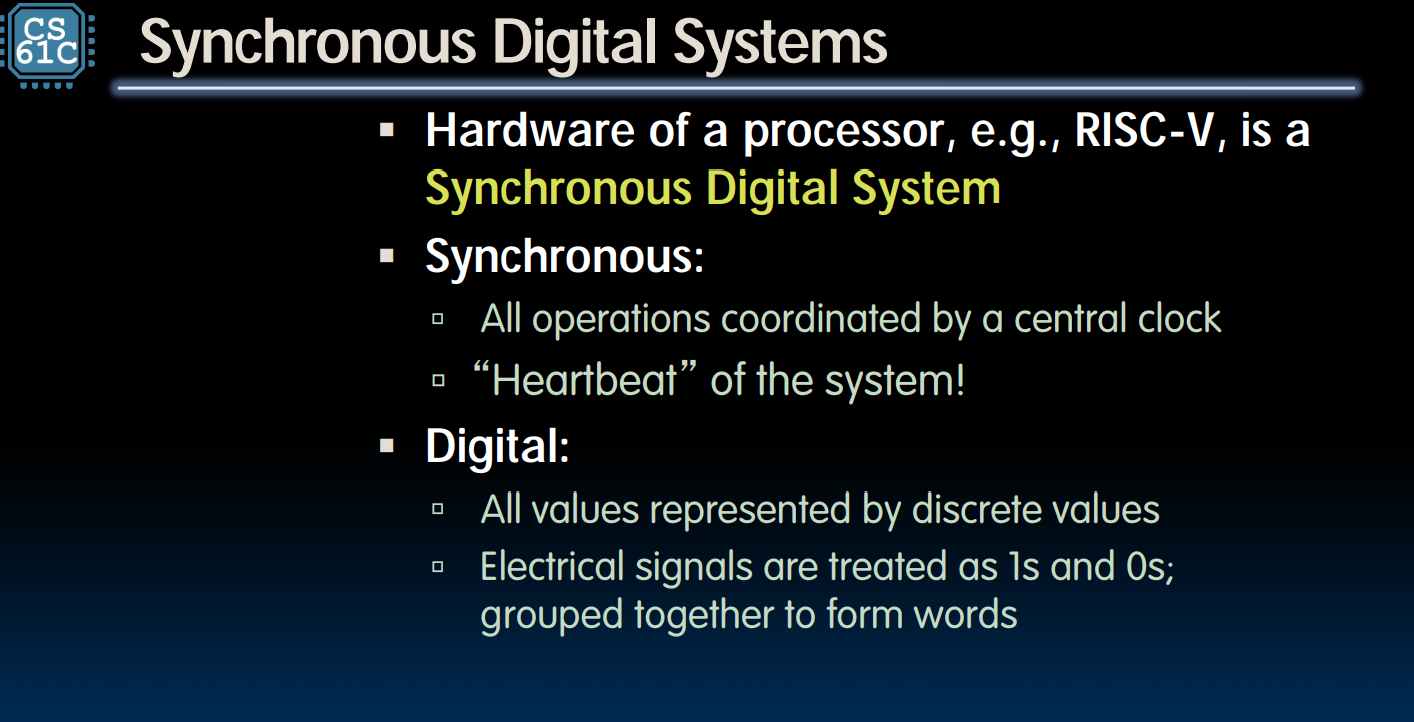 CS
61C
Synchronous Digital Systems
Hardware of a processor, e.g., RISC-V, is a
Synchronous Digital System
Synchronous:
All operations coordinated by a central clock
“Heartbeat” of the system!
Digital:
All values represented by discrete values
Electrical signals are treated as 1s and 0s;
grouped together to form words